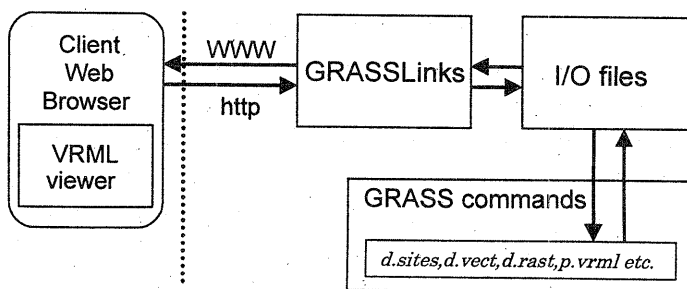 Client
Web
Browser
VRML
viewer
WWW
http
GRASSLinks
I/O files
GRASS commands
d.sites,d.vect,d.rast,p.vrml etc.